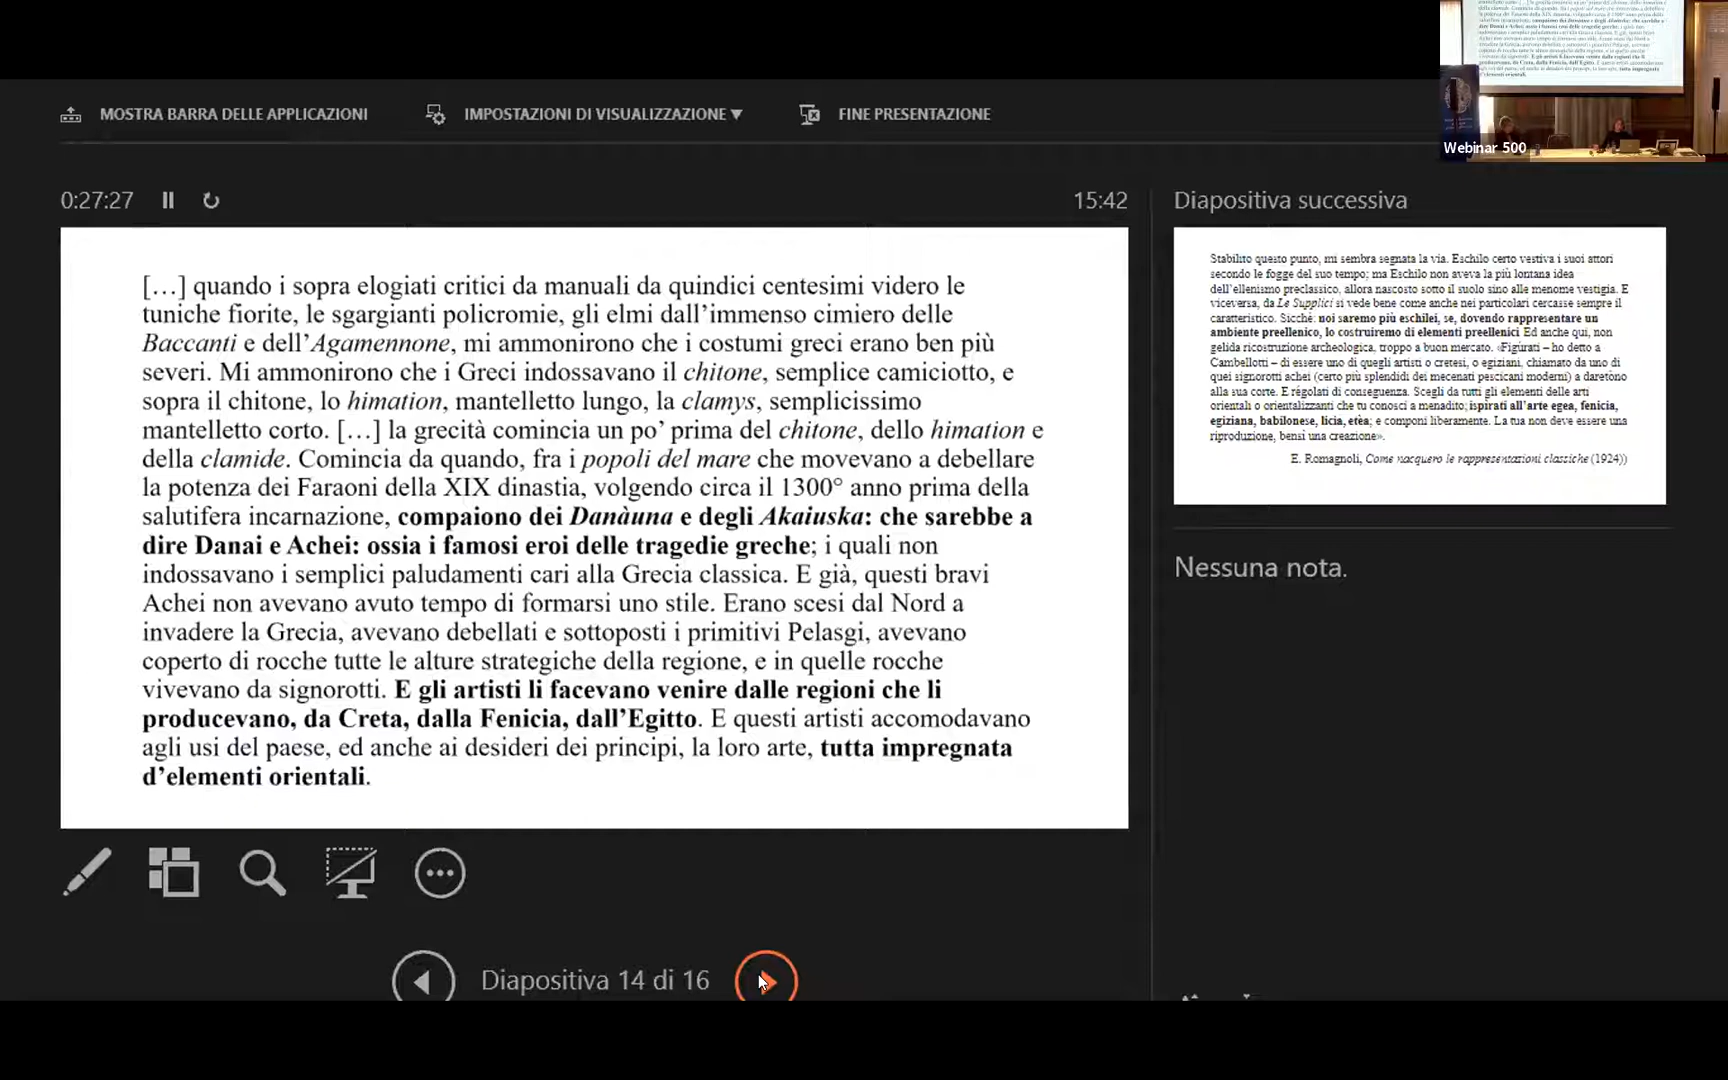 MOSTRA BARRA DELLE APPLICAZIONI
IMPOSTAZIONI DI VISUALIZZAZIONE ▼
FINE PRESENTAZIONE
Webinar 500
0:27:27
15:42
Diapositiva successiva
[…] quando i sopra elogiati critici da manuali da quindici centesimi videro le
tuniche fiorite, le sgargianti policromie, gli elmi dall’immenso cimiero delle
Baccanti e dell’Agamennone, mi ammonirono che i costumi greci erano ben più
severi. Mi ammonirono che i Greci indossavano il chitone, semplice camiciotto, e
sopra il chitone, lo himation, mantelletto lungo, la clamys, semplicissimo
mantelletto corto. […] la grecità comincia un po’ prima del chitone, dello himation e
della clamide. Comincia da quando, fra i popoli del mare che movevano a debellare
la potenza dei Faraoni della XIX dinastia, volgendo circa il 1300° anno prima della
salutifera incarnazione, compaiono dei Danàuna e degli Akaiuska: che sarebbe a
dire Danai e Achei: ossia i famosi eroi delle tragedie greche; i quali non
indossavano i semplici paludamenti cari alla Grecia classica. E già, questi bravi
Achei non avevano avuto tempo di formarsi uno stile. Erano scesi dal Nord a
invadere la Grecia, avevano debellati e sottoposti i primitivi Pelasgi, avevano
coperto di rocche tutte le alture strategiche della regione, e in quelle rocche
vivevano da signorotti. E gli artisti li facevano venire dalle regioni che li
producevano, da Creta, dalla Fenicia, dall’Egitto. E questi artisti accomodavano
agli usi del paese, ed anche ai desideri dei principi, la loro arte, tutta impregnata
d’elementi orientali.
Stabilito questo punto, mi sembra segnata la via. Eschilo certo vestiva i suoi attori
secondo le fogge del suo tempo; ma Eschilo non aveva la più lontana idea
dell’ellenismo preclassico, allora nascosto sotto il suolo sino alle menome vestigia. E
viceversa, da Le Supplici si vede bene come anche nei particolari cercasse sempre il
caratteristico. Sicché: noi saremo più eschilei, se, dovendo rappresentare un
ambiente preellenico, lo costruiremo di elementi preellenici Ed anche qui, non
gelida ricostruzione archeologica, troppo a buon mercato. «Figùrati – ho detto a
Cambellotti – di essere uno di quegli artisti o cretesi, o egiziani, chiamato da uno di
quei signorotti achei (certo più splendidi dei mecenati pescicani moderni) a daretòno
alla sua corte. E régolati di conseguenza. Scegli da tutti gli elementi delle arti
orientali o orientalizzanti che tu conosci a menadito; ispirati all’arte egea, fenicia,
egiziana, babilonese, licia, etèa; e componi liberamente. La tua non deve essere una
riproduzione, bensì una creazione».
E. Romagnoli, Come nacquero le rappresentazioni classiche (1924))
Nessuna nota.
Diapositiva 14 di 16